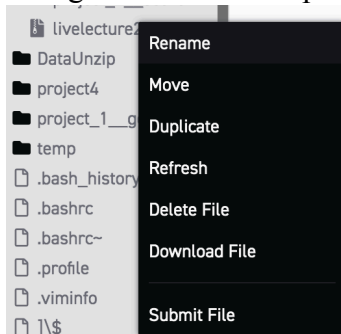 livelecture2
Rename
DataUnzip
project4
Move
project_1__g
Duplicate
temp
Refresh
.bash_history
.bashrc
Delete File
.bashrc~
Download File
.profile
.viminfo
Submit File
]\$